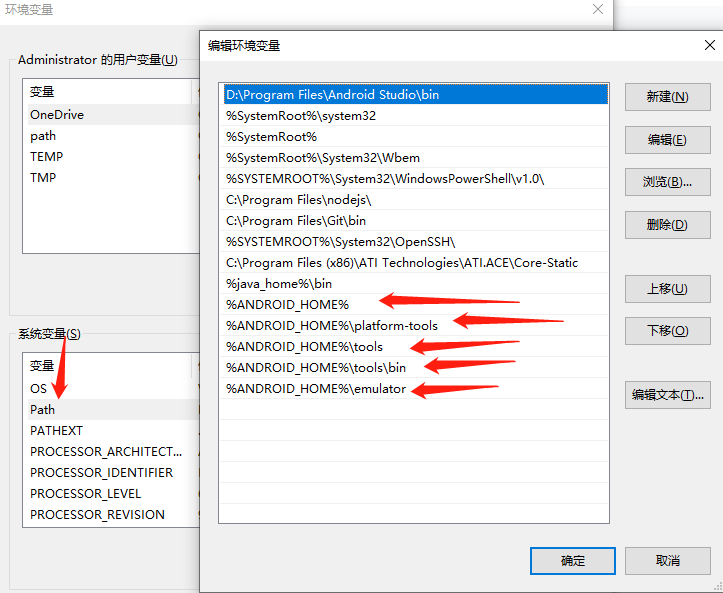 环境变量
编辑环境变量
Administrator 的用户变量(U)
变量
OneDrive
path
TEMP
TMP
系统变量(S)
变量
OS
Path
PATHEXT
PROCESSOR_ARCHITECT...
PROCESSOR_IDENTIFIER
PROCESSOR_LEVEL
PROCESSOR_REVISION
D:\Program Files\Android Studio\bin
%SystemRoot%\system32
%SystemRoot%
%SystemRoot%\System32\Wbem
%SYSTEMROOT%\System32\WindowsPowerShell\v1.0\
C:\Program Files\nodejs\
C:\Program Files\Git\bin
%SYSTEMROOT%\System32\OpenSSH\
C:\Program Files (x86)\ATI Technologies\ATI.ACE\Core-Static
%java_home%\bin
%ANDROID_HOME%
%ANDROID_HOME%\platform-tools
%ANDROID_HOME%\tools
%ANDROID_HOME%\tools\bin
%ANDROID_HOME%\emulator
新建(N)
编辑(E)
浏览(B)...
删除(D)
上移(U)
下移(O)
编辑文本(T)...
确定
取消